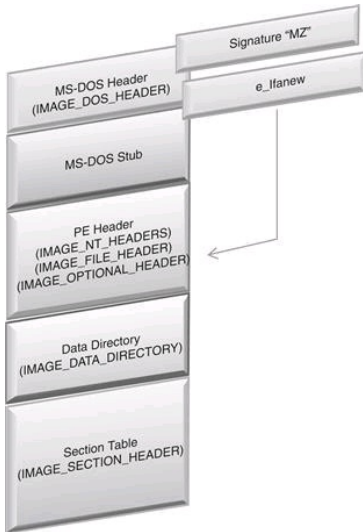 Signature “MZ”
MS-DOS Header
(IMAGE_DOS_HEADER)
e_lfanew
MS-DOS Stub
PE Header
(IMAGE_NT_HEADERS)
(IMAGE_FILE_HEADER)
(IMAGE_OPTIONAL_HEADER)
Data Directory
(IMAGE_DATA_DIRECTORY)
Section Table
(IMAGE_SECTION_HEADER)